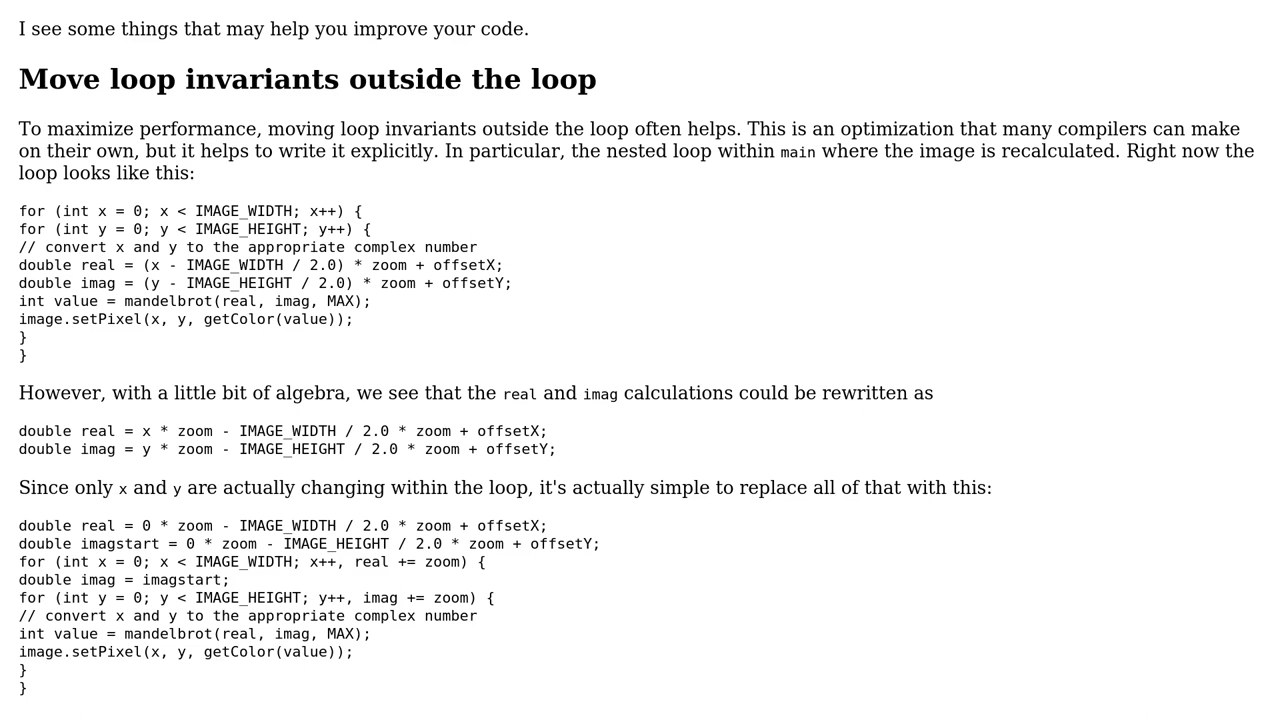 I see some things that may help you improve your code.
Move loop invariants outside the loop
To maximize performance, moving loop invariants outside the loop often helps. This is an optimization that many compilers can make
on their own, but it helps to write it explicitly. In particular, the nested loop within main where the image is recalculated. Right now the
loop looks like this:
for (int x = 0; x < IMAGE_WIDTH; x++) {
for (int y = 0; y < IMAGE_HEIGHT; y++) {
// convert x and y to the appropriate complex number
double real = (x - IMAGE_WIDTH / 2.0) * zoom + offsetX;
double imag = (y - IMAGE_HEIGHT / 2.0) * zoom + offsetY;
int value = mandelbrot(real, imag, MAX);
image.setPixel(x, y, getColor(value));
}
}
However, with a little bit of algebra, we see that the real and imag calculations could be rewritten as
double real = x * zoom - IMAGE_WIDTH / 2.0 * zoom + offsetX;
double imag = y * zoom - IMAGE_HEIGHT / 2.0 * zoom + offsetY;
Since only x and y are actually changing within the loop, it's actually simple to replace all of that with this:
double real = 0 * zoom - IMAGE_WIDTH / 2.0 * zoom + offsetX;
double imagstart = 0 * zoom - IMAGE_HEIGHT / 2.0 * zoom + offsetY;
for (int x = 0; x < IMAGE_WIDTH; x++, real += zoom) {
double imag = imagstart;
for (int y = 0; y < IMAGE_HEIGHT; y++, imag += zoom) {
// convert x and y to the appropriate complex number
int value = mandelbrot(real, imag, MAX);
image.setPixel(x, y, getColor(value));
}
}